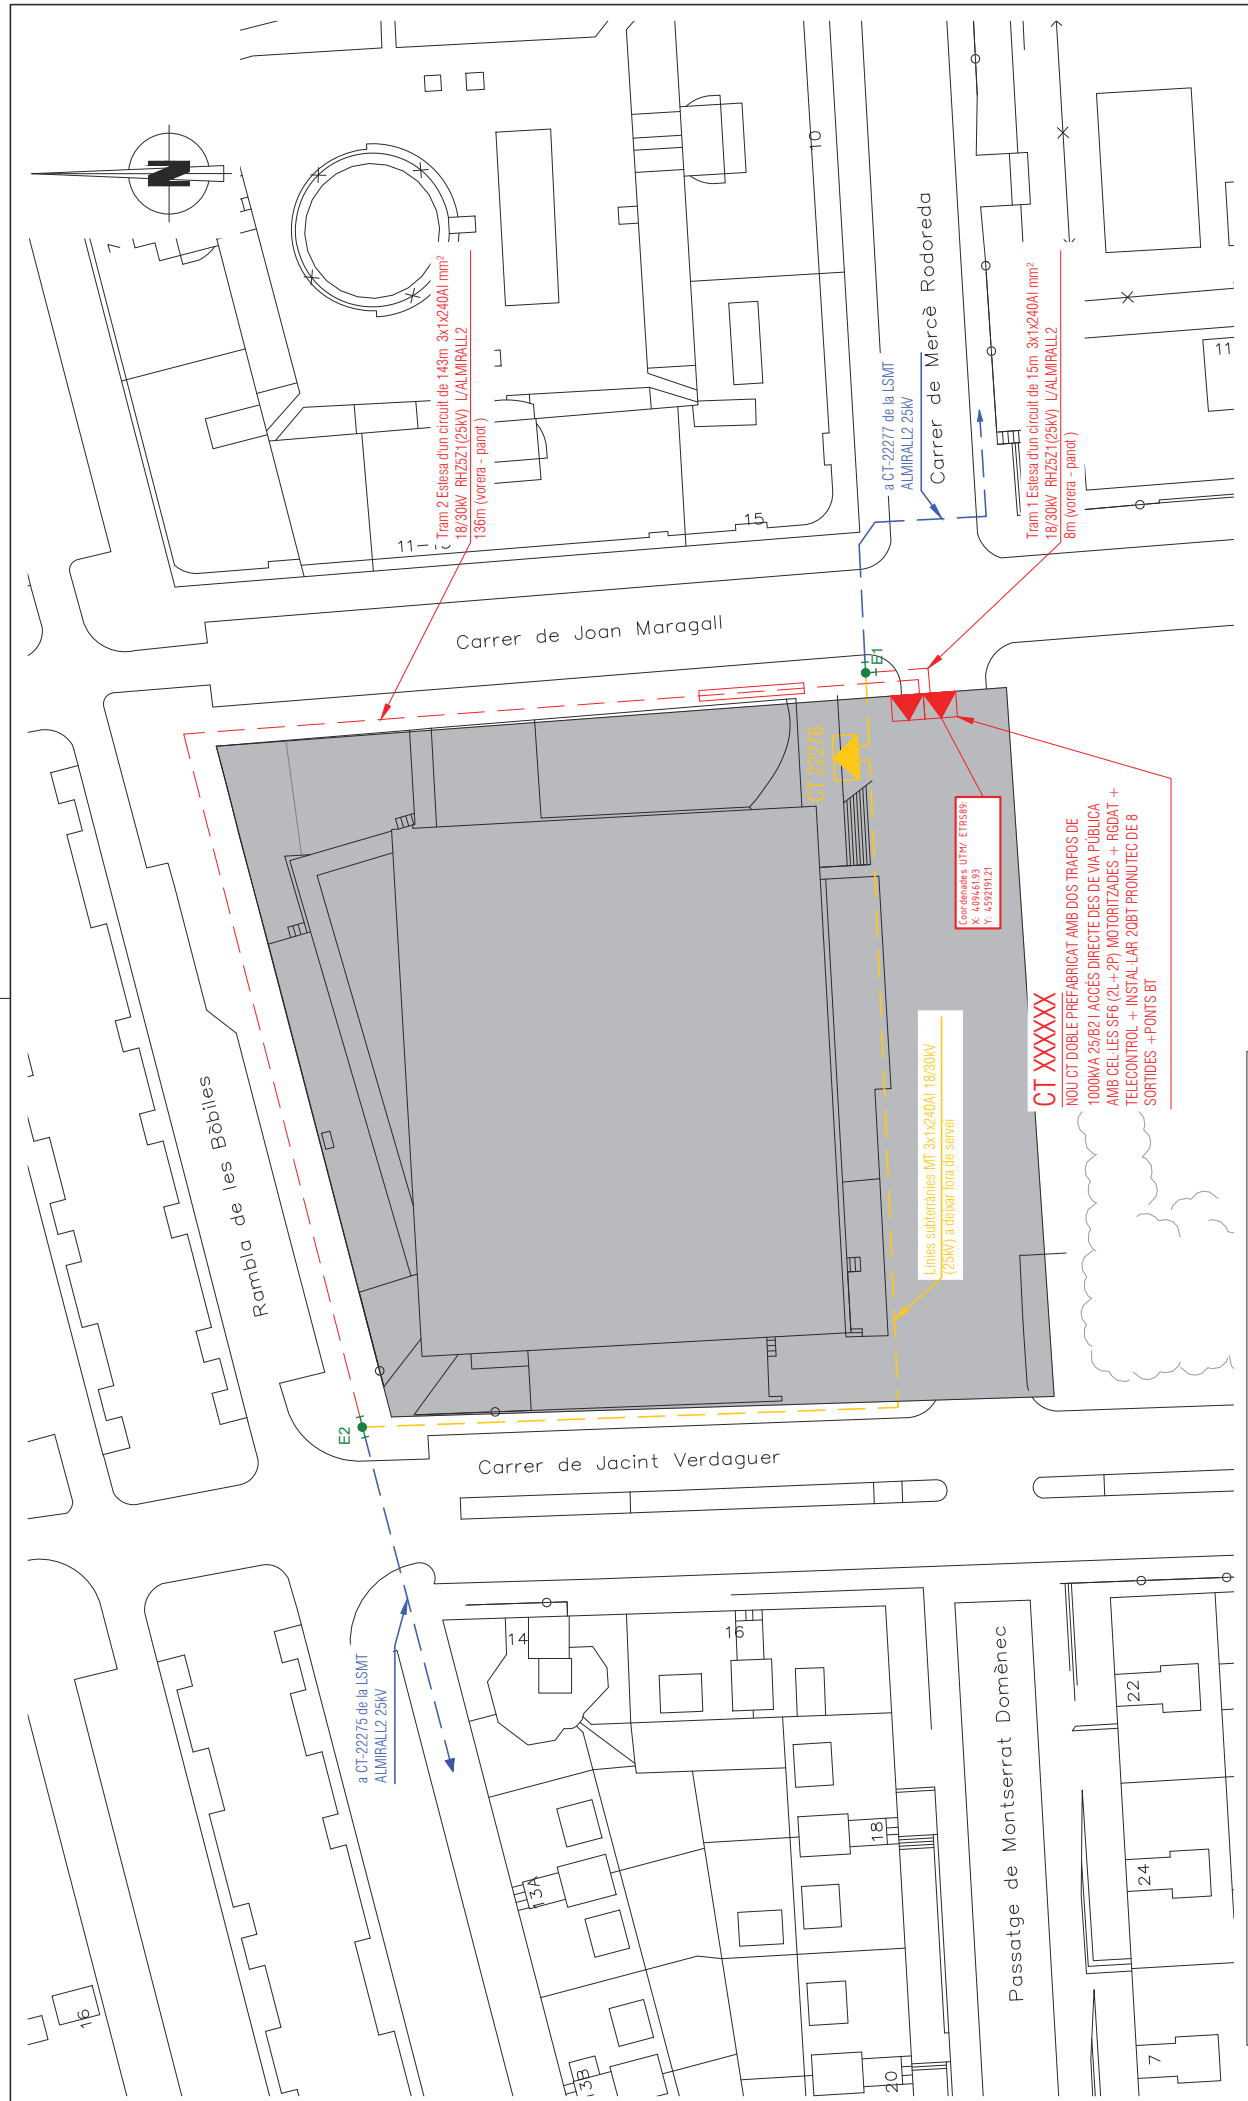 N
7
10
Tram 2 Estesa d'un circuit de 143m 3x1x240Al mm²
18/30kV RHZ5Z1(25kV) L/ALMIRALL2
136m (vorera - panot )
11-1
15
a CT-22277 de la LSMT
ALMIRALL2 25kV
Carrer de Mercè Rodoreda
Tram 1 Estesa d'un circuit de 15m 3x1x240Al mm²
18/30kV RHZ5Z1(25kV) L/ALMIRALL2
8m (vorera - panot )
11
Carrer de Joan Maragall
E1
CT 22276
Coordenades UTM/ ETRS89:
X: 409461.93
Y: 4592191.21
CT XXXXXX
NOU CT DOBLE PREFABRICAT AMB DOS TRAFOS DE
1000kVA 25/B2 I ACCÉS DIRECTE DES DE VIA PÚBLICA
AMB CEL·LES SF6 (2L+2P) MOTORITZADES + RGDAT +
TELECONTROL + INSTAL·LAR 2QBT PRONUTEC DE 8
SORTIDES +PONTS BT
Rambla de les Bòbiles
Línies subterrànies MT 3x1x240Al 18/30kV
(25kV) a deixar fora de servei
E2
Carrer de Jacint Verdaguer
a CT-22275 de la LSMT
ALMIRALL2 25kV
14
16
Passatge de Montserrat Domènec
22
13A
18
24
16
13B
20
7